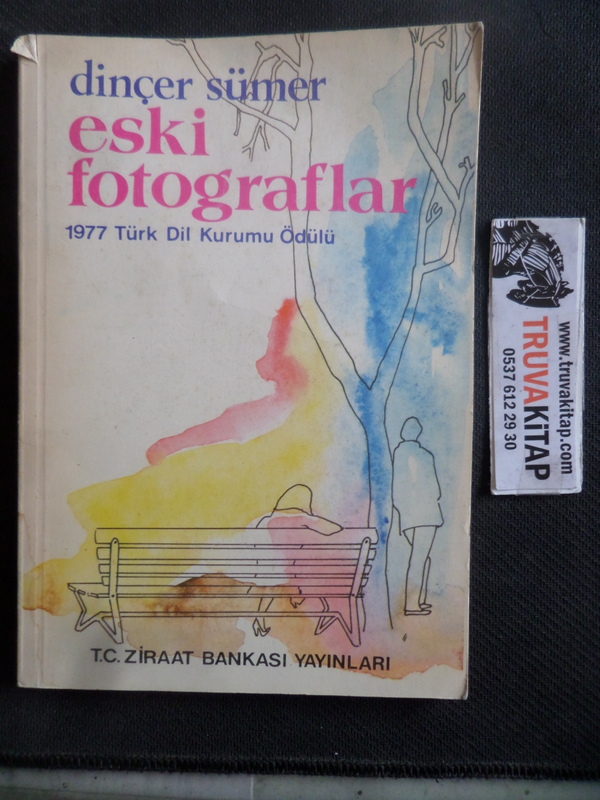 dinçer sümer
eski
fotograflar
1977 Türk Dil Kurumu Ödülü
T.C. ZİRAAT BANKASI YAYINLARI
www.truvakitap.com
TRUVAKİTAP
0537 612 29 30